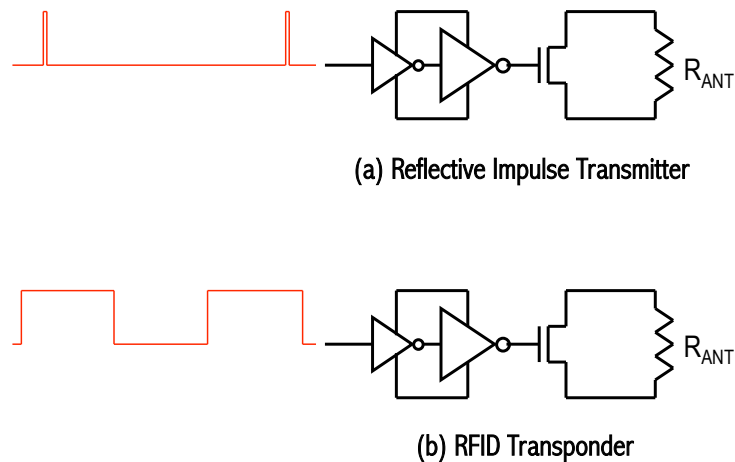 R_ANT
(a) Reflective Impulse Transmitter
R_ANT
(b) RFID Transponder